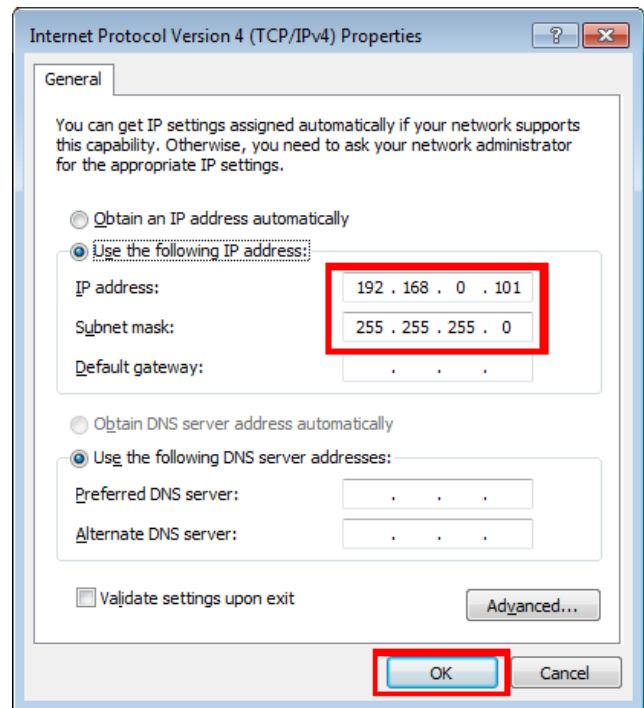 Internet Protocol Version 4 (TCP/IPv4) Properties
General
You can get IP settings assigned automatically if your network supports
this capability. Otherwise, you need to ask your network administrator
for the appropriate IP settings.
Obtain an IP address automatically
Use the following IP address:
IP address: 192 . 168 . 0 . 101
Subnet mask: 255 . 255 . 255 . 0
Default gateway: . . .
Obtain DNS server address automatically
Use the following DNS server addresses:
Preferred DNS server: . . .
Alternate DNS server: . . .
Validate settings upon exit
Advanced...
OK Cancel